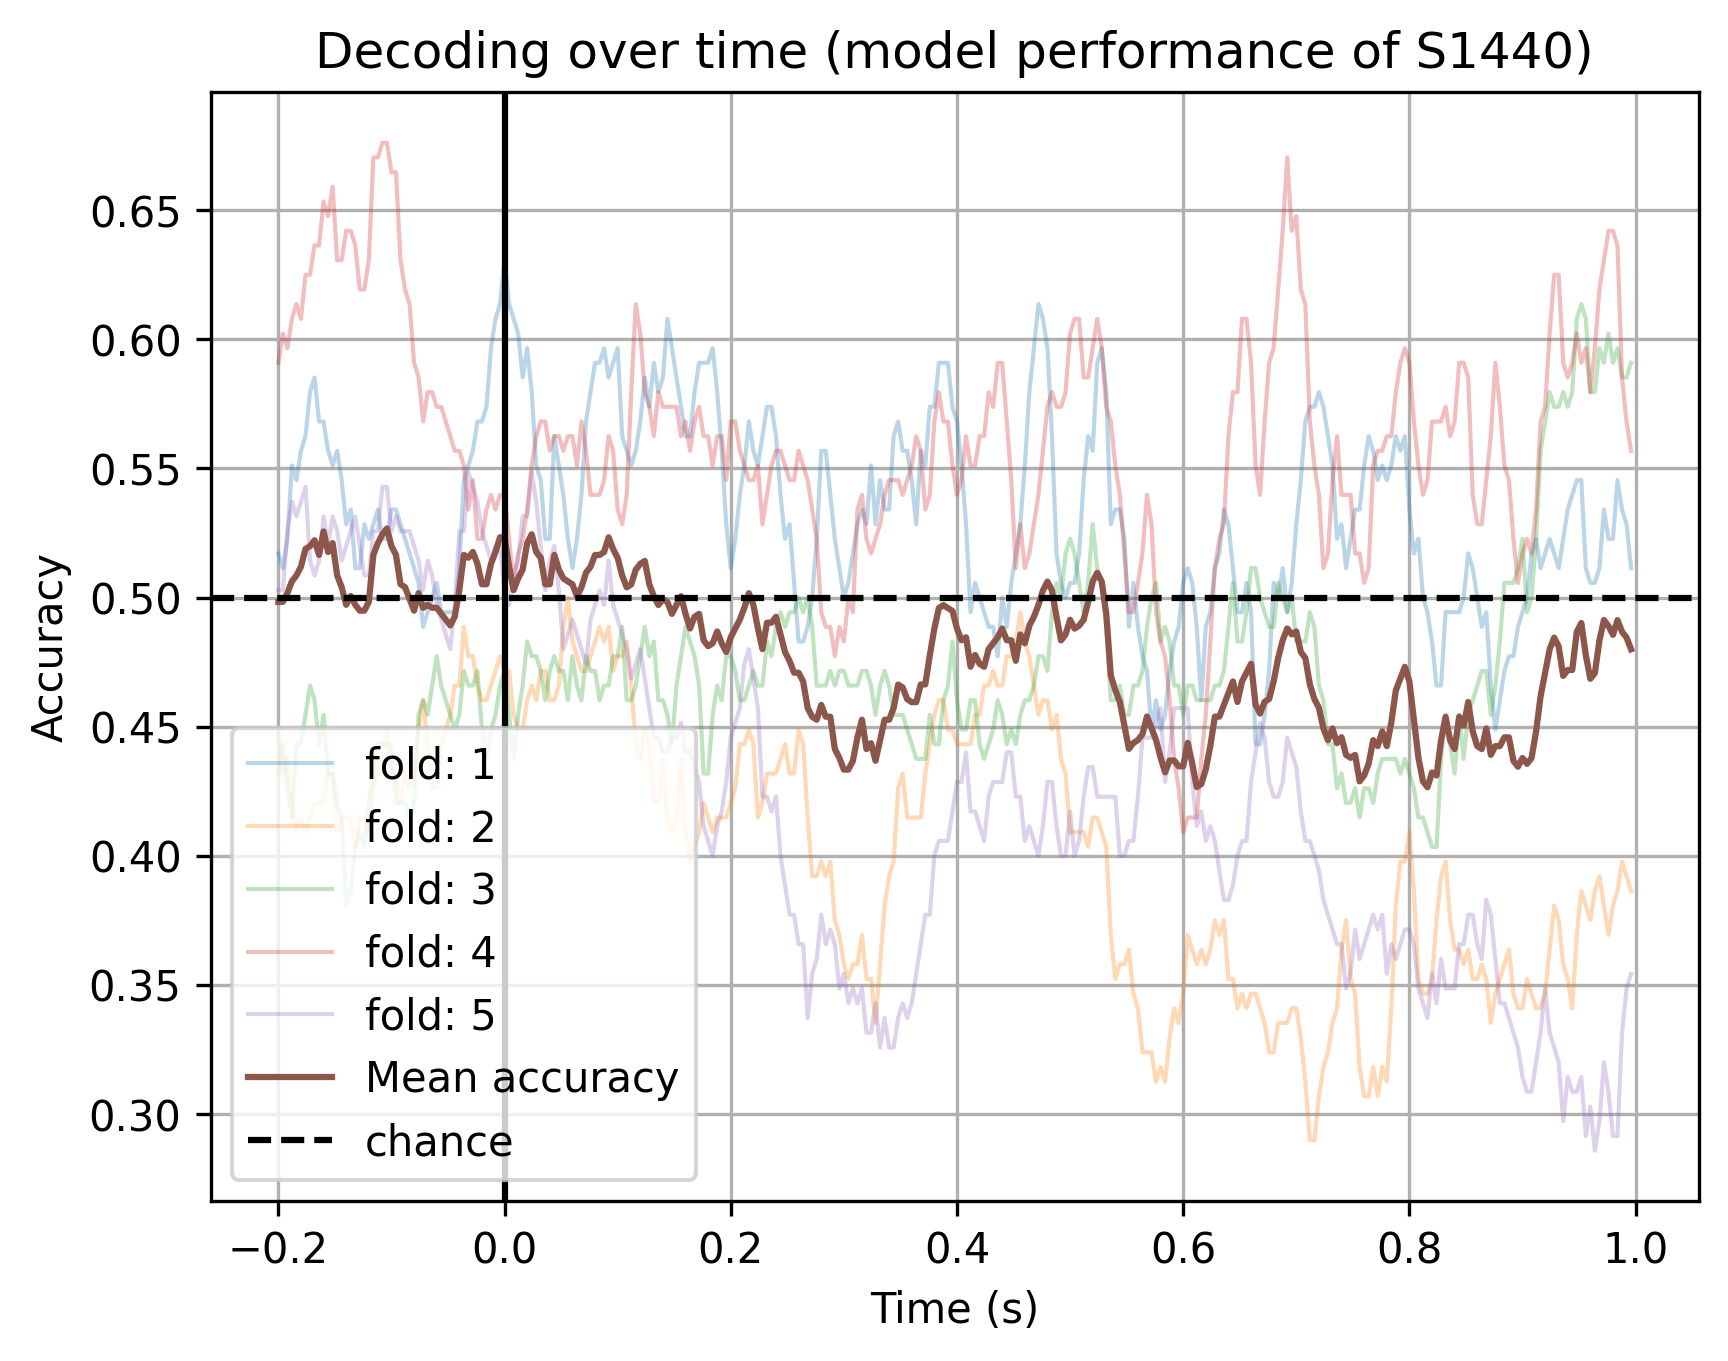 Decoding over time (model performance of S1440)
Accuracy
0.65
0.60
0.55
0.50
0.45
0.40
0.35
0.30
fold: 1
fold: 2
fold: 3
fold: 4
fold: 5
Mean accuracy
chance
−0.2 0.0 0.2 0.4 0.6 0.8 1.0
Time (s)